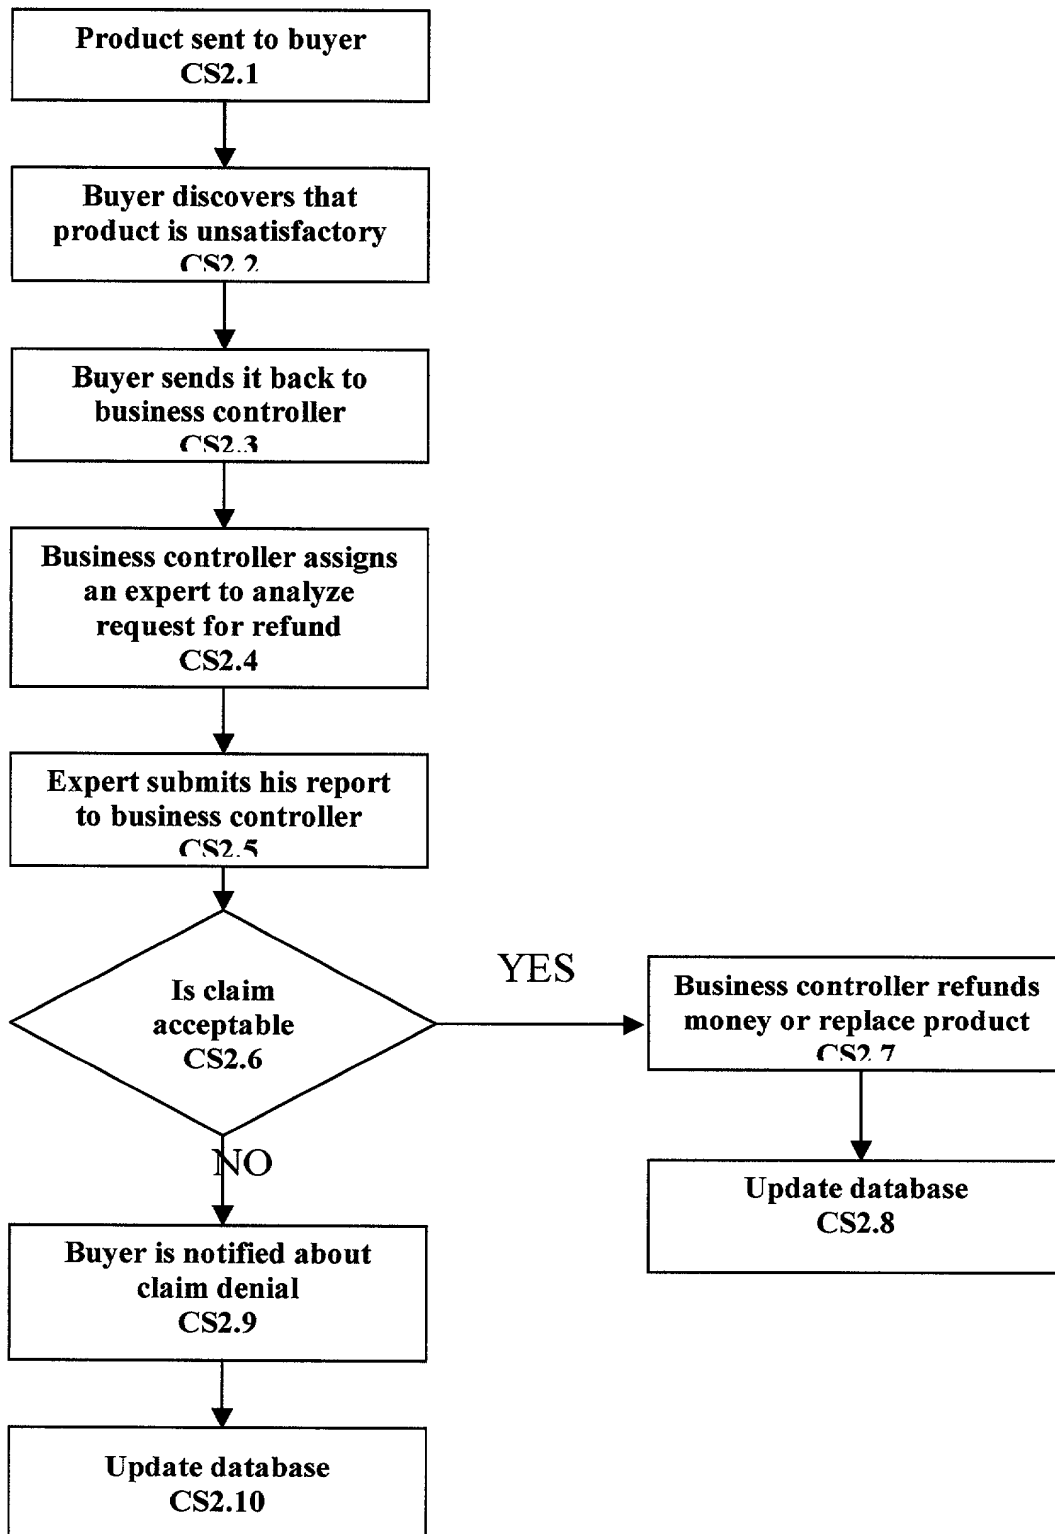 Product sent to buyer
CS2.1
Buyer discovers that
product is unsatisfactory
CS2.2
Buyer sends it back to
business controller
CS2.3
Business controller assigns
an expert to analyze
request for refund
CS2.4
Expert submits his report
to business controller
CS2.5
Is claim
acceptable
CS2.6
YES
Business controller refunds
money or replace product
CS2.7
Update database
CS2.8
NO
Buyer is notified about
claim denial
CS2.9
Update database
CS2.10